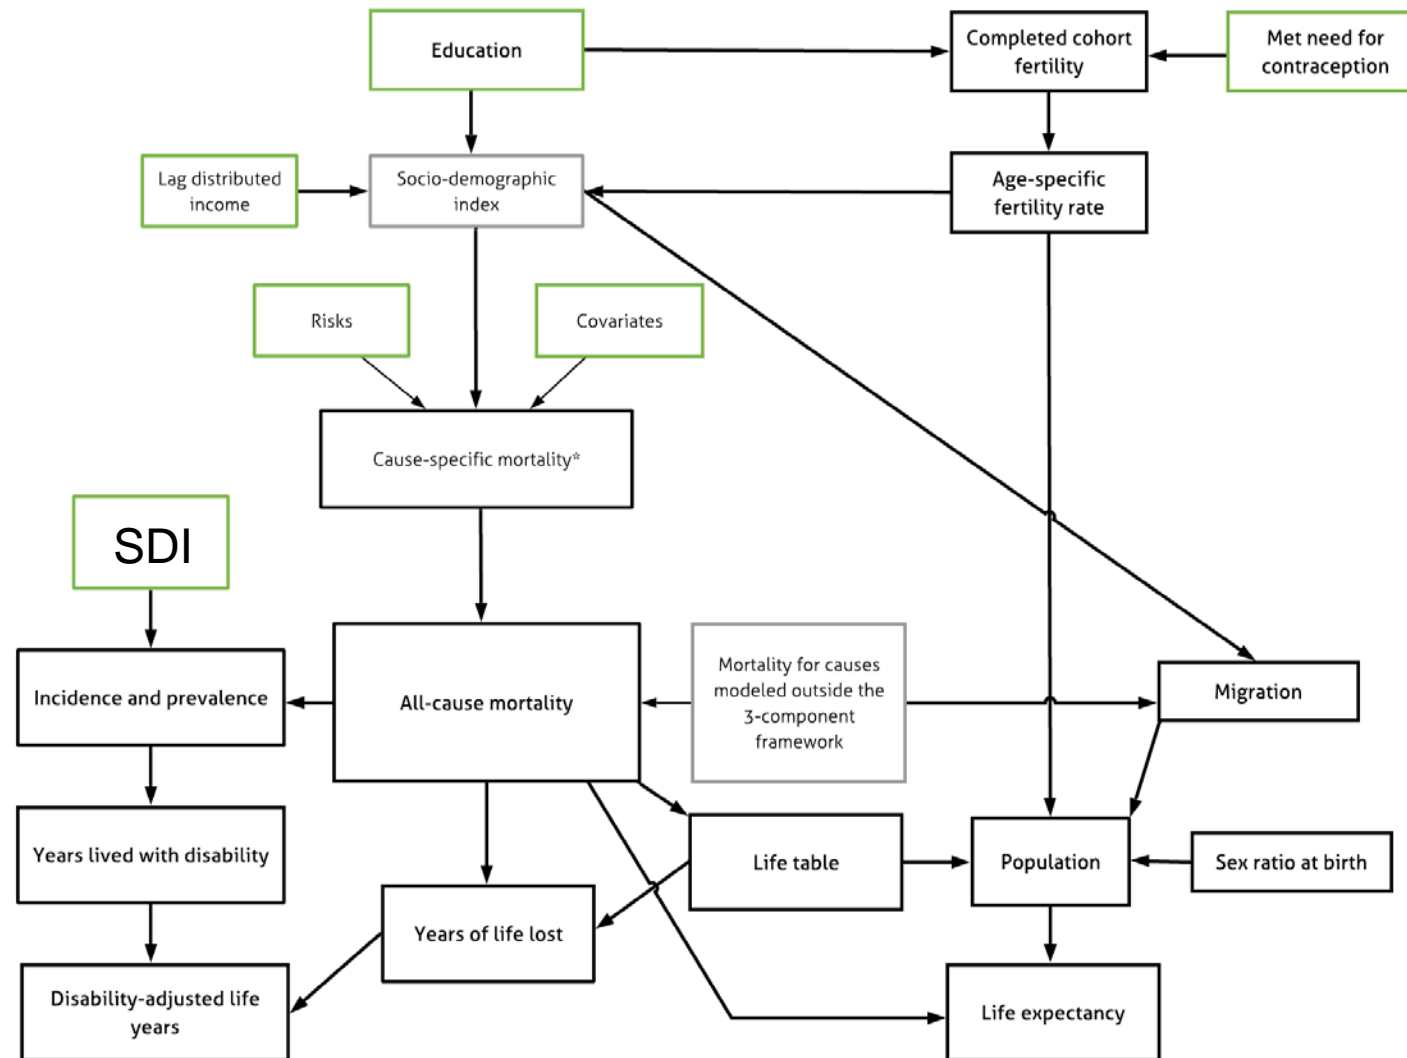 Education
Completed cohort
fertility
Met need for
contraception
Lag distributed
income
Socio-demographic
index
Age-specific
fertility rate
Risks
Covariates
Cause-specific mortality*
SDI
Incidence and prevalence
All-cause mortality
Mortality for causes
modeled outside the
3-component
framework
Migration
Years lived with disability
Life table
Population
Sex ratio at birth
Years of life lost
Disability-adjusted life
years
Life expectancy